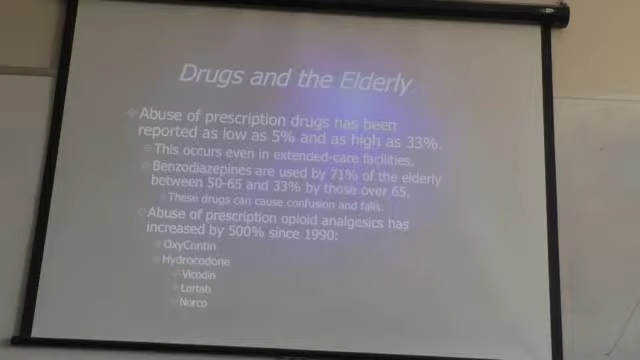 Drugs and the Elderly
Abuse of prescription drugs has been
reported as low as 5% and as high as 33%.
This occurs even in extended-care facilities.
Benzodiazepines are used by 71% of the elderly
between 50-65 and 33% by those over 65.
These drugs can cause confusion and falls.
Abuse of prescription opioid analgesics has
increased by 500% since 1990:
OxyContin
Hydrocodone
Vicodin
Lortab
Norco